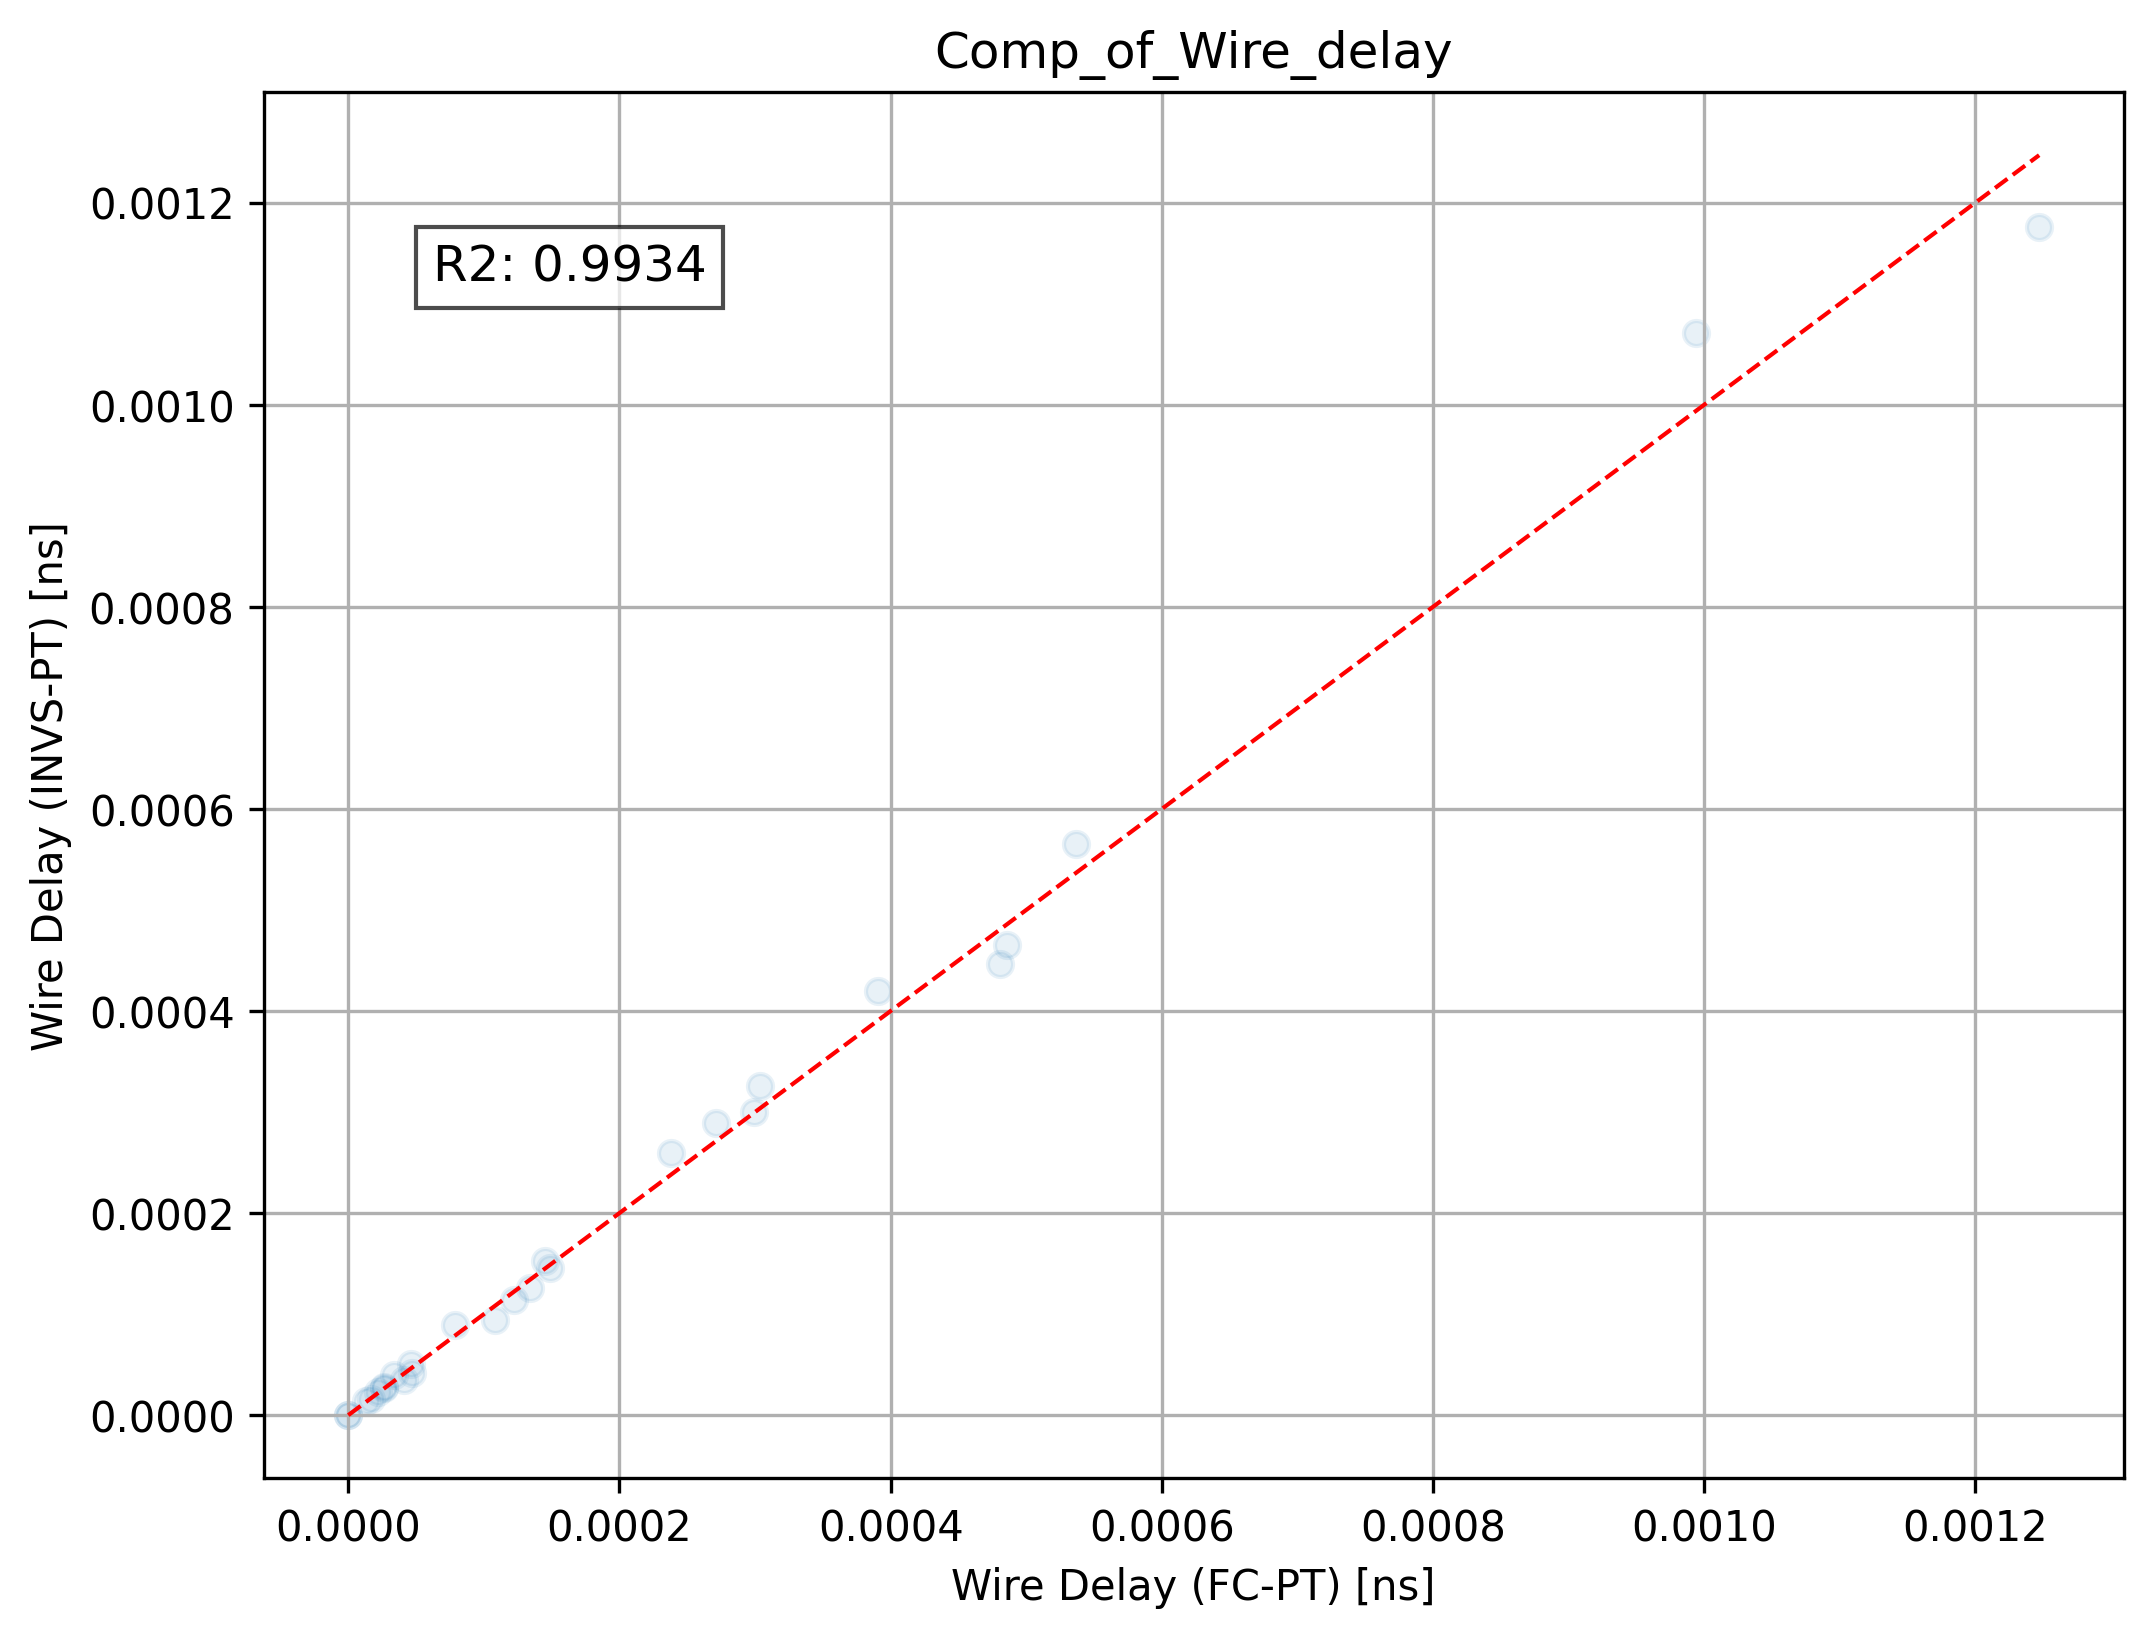 Comp_of_Wire_delay
R2: 0.9934
Wire Delay (INVS-PT) [ns]
0.0012
0.0010
0.0008
0.0006
0.0004
0.0002
0.0000
0.0000 0.0002 0.0004 0.0006 0.0008 0.0010 0.0012
Wire Delay (FC-PT) [ns]